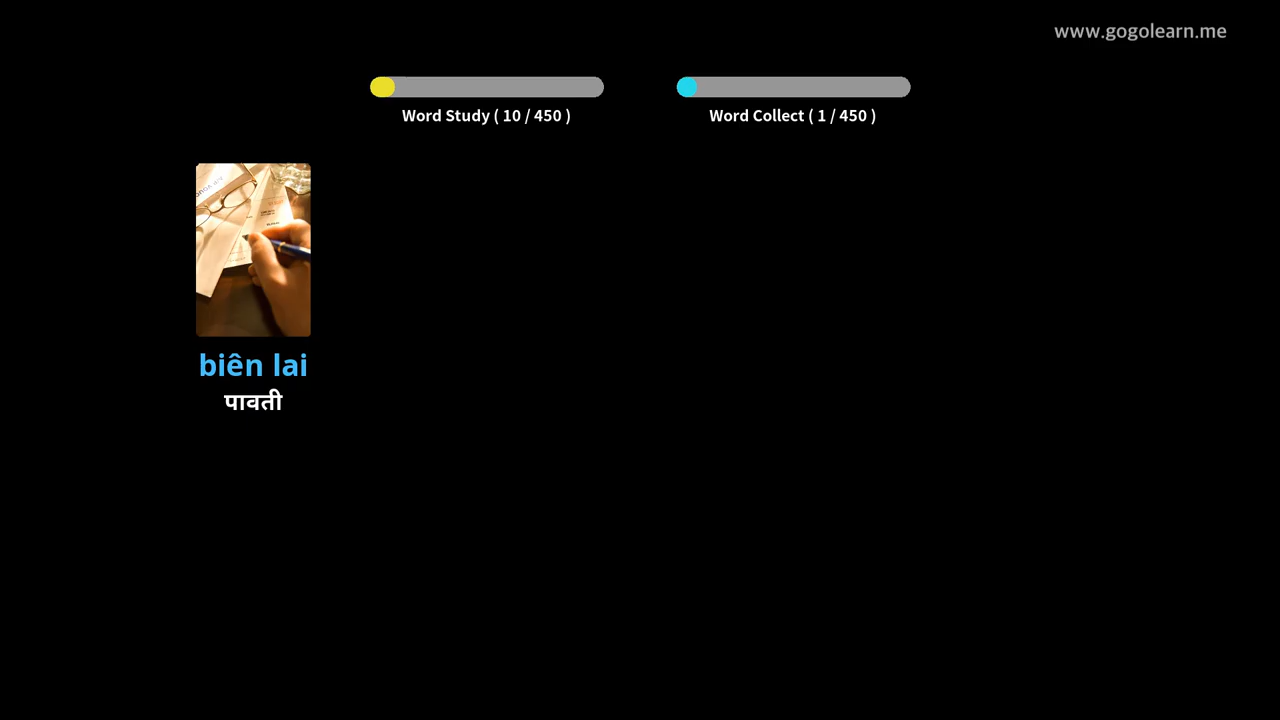 www.gogolearn.me
Word Study ( 10 / 450 )
Word Collect ( 1 / 450 )
biên lai
पावती